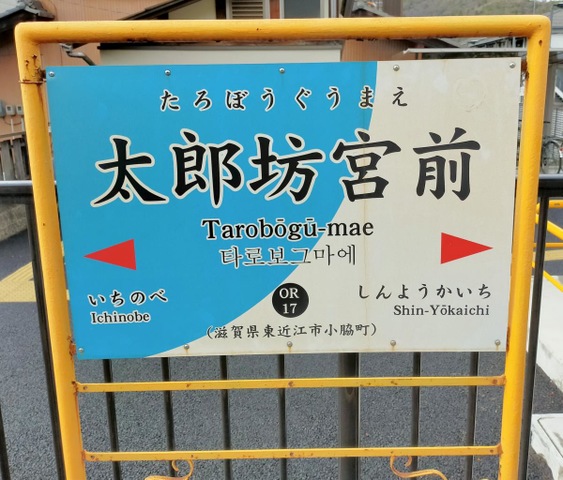 たろぼうぐうまえ
太郎坊宮前
Tarobōgū-mae
타로보그마에
いちのべ
Ichinobe
OR
17
しんようかいち
Shin-Yōkaichi
(滋賀県東近江市小脇町)